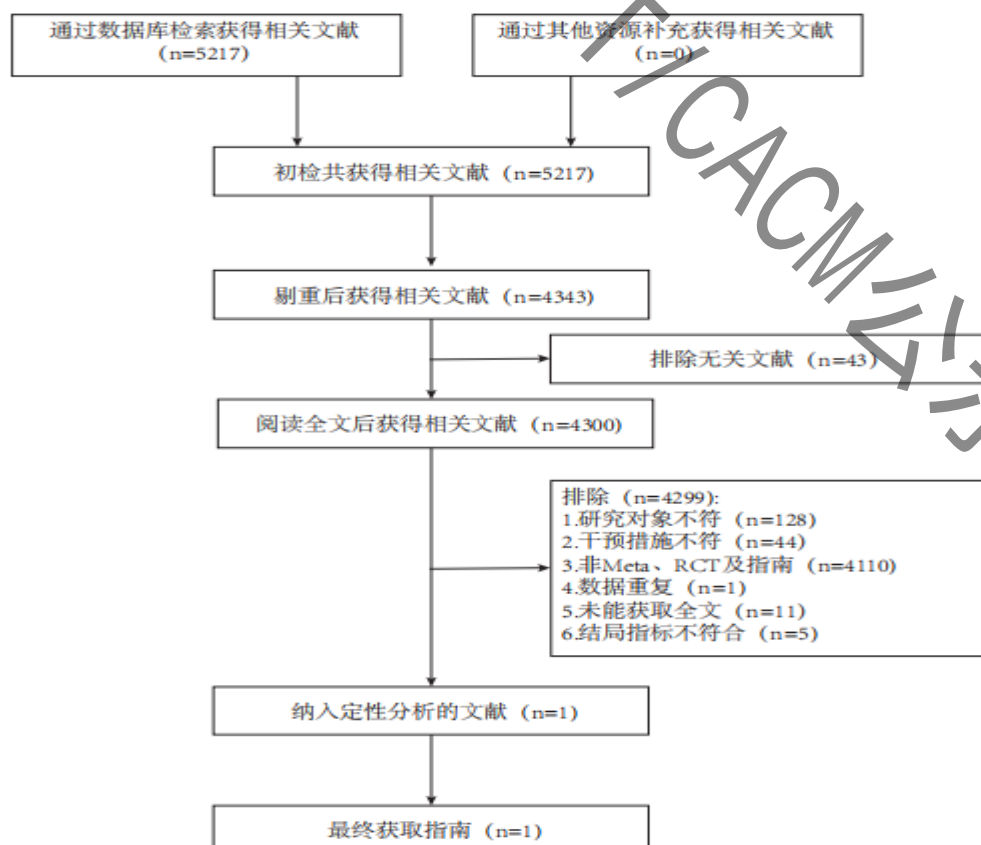 通过数据库检索获得相关文献
(n=5217)
通过其他资源补充获得相关文献
(n=0)
初检共获得相关文献 (n=5217)
剔重后获得相关文献 (n=4343)
排除无关文献 (n=43)
阅读全文后获得相关文献 (n=4300)
排除 (n=4299):
1.研究对象不符 (n=128)
2.干预措施不符 (n=44)
3.非Meta、RCT及指南 (n=4110)
4.数据重复 (n=1)
5.未能获取全文 (n=11)
6.结局指标不符合 (n=5)
纳入定性分析的文献 (n=1)
最终获取指南 (n=1)
/CACM公